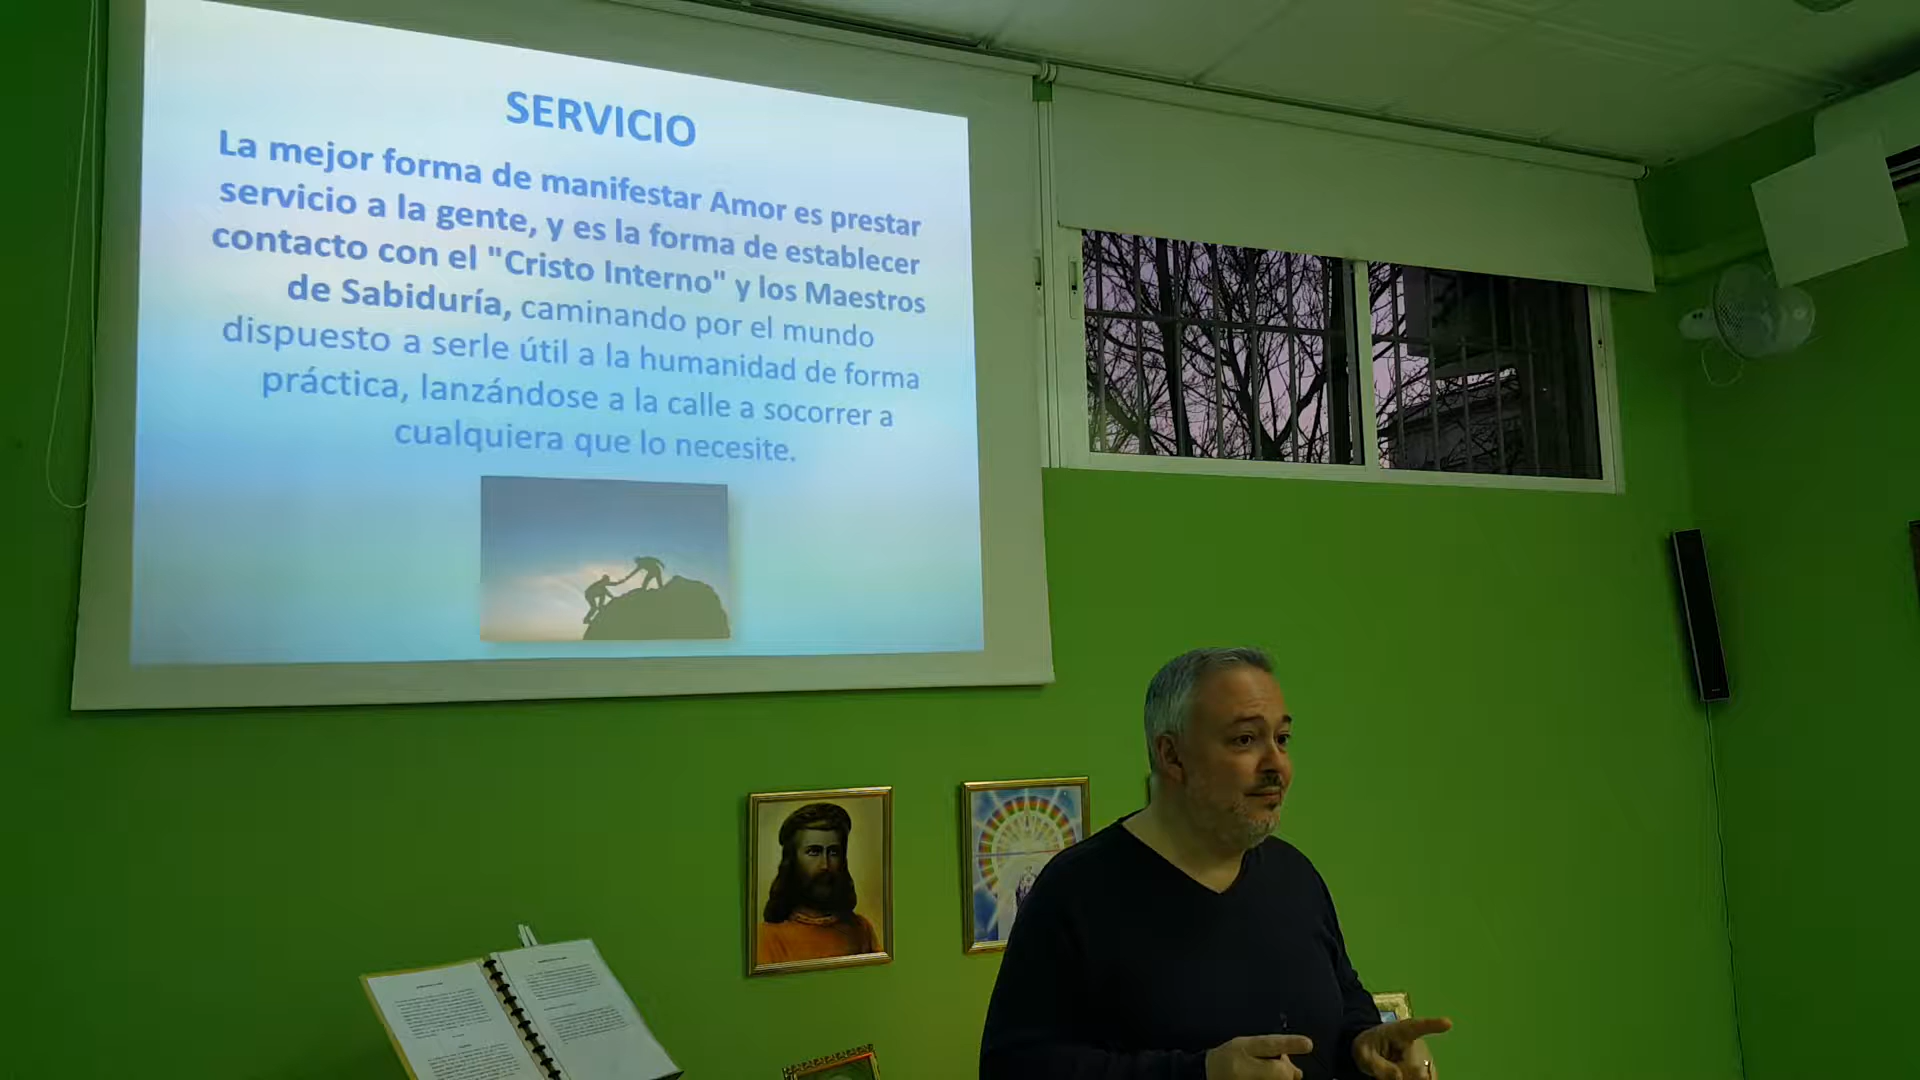 SERVICIO
La mejor forma de manifestar Amor es prestar
servicio a la gente, y es la forma de establecer
contacto con el "Cristo Interno" y los Maestros
de Sabiduría, caminando por el mundo
dispuesto a serle útil a la humanidad de forma
práctica, lanzándose a la calle a socorrer a
cualquiera que lo necesite.